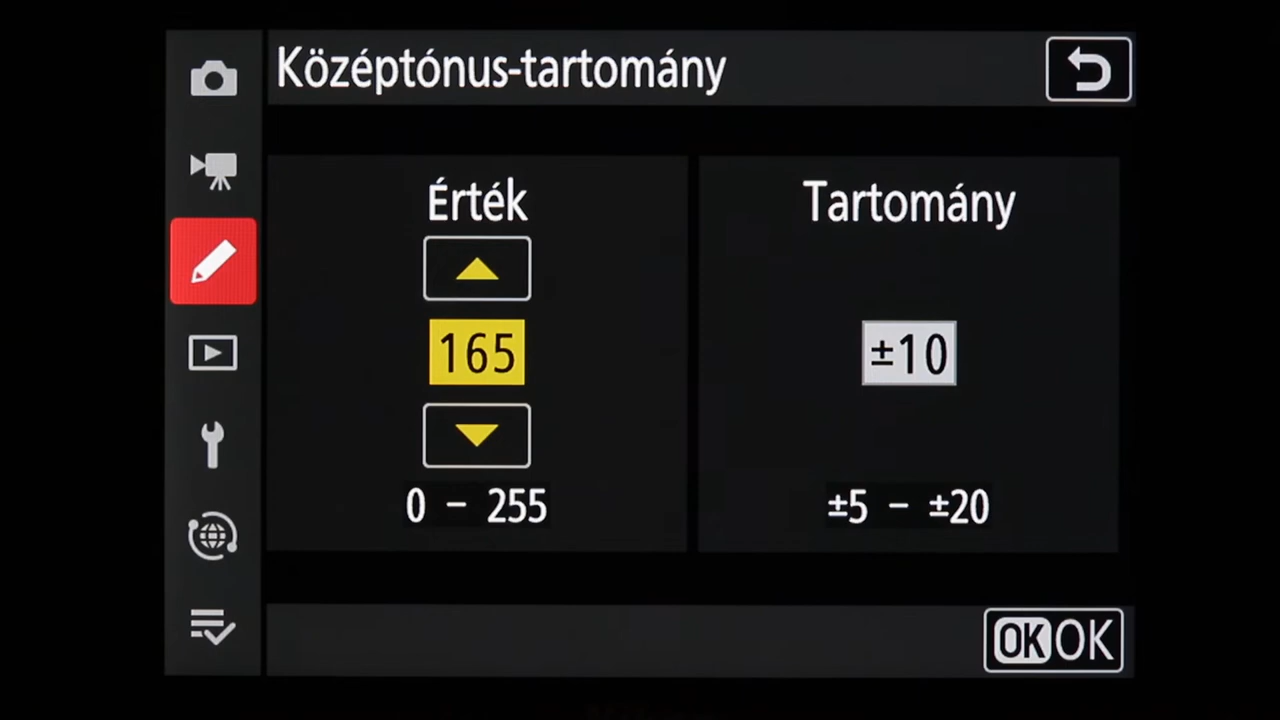 Középtónus-tartomány
Érték
Tartomány
165
±10
0 – 255
±5 – ±20
OK OK